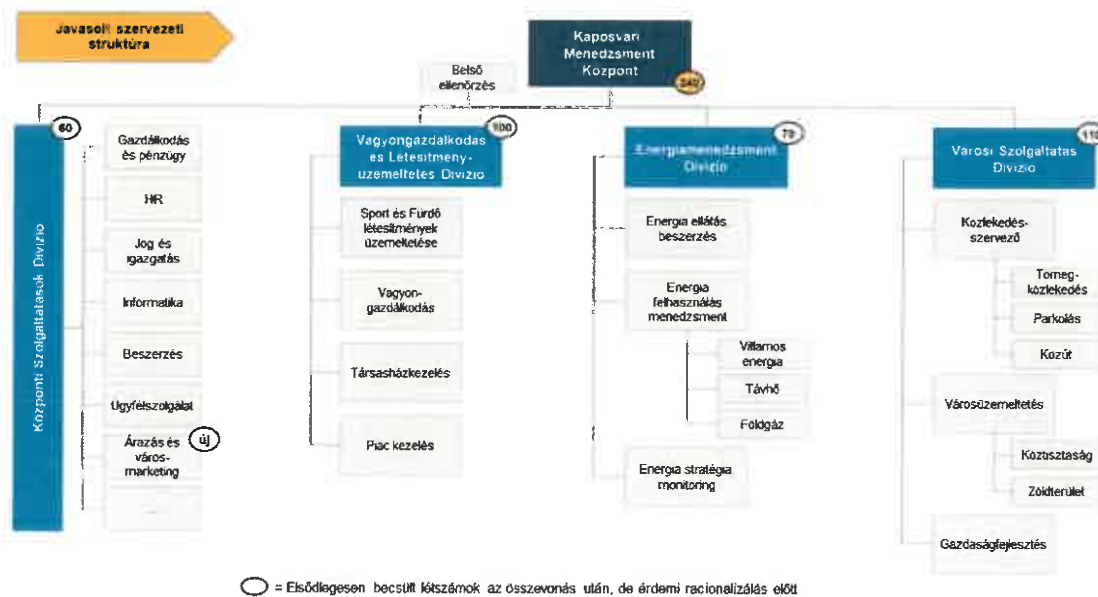 Javasolt szervezeti
struktúra
Kaposvári
Menedzsment
Központ
340
Belső
ellenőrzés
60
Központi Szolgáltatások Divízió
Gazdálkodás
és pénzügy
HR
Jog és
igazgatás
Informatika
Beszerzés
Ügyfélszolgálat
Árazás és
város-
marketing
új
...
100
Vagyongazdálkodás
és Létesítmény-
üzemeltetés Divízió
Sport és Fürdő
létesítmények
üzemeltetése
Vagyon-
gazdálkodás
Társasházkezelés
Piac kezelés
70
Energiamenedzsment
Divízió
Energia ellátás
beszerzés
Energia
felhasználás
menedzsment
Villamos
energia
Távhő
Földgáz
Energia stratégia
monitoring
110
Városi Szolgáltatás
Divízió
Közlekedés-
szervező
Tömeg-
közlekedés
Parkolás
Közút
Városüzemeltetés
Köztisztaság
Zöldterület
Gazdaságfejlesztés
= Elsődlegesen becsült létszámok az összevonás után, de érdemi racionalizálás előtt